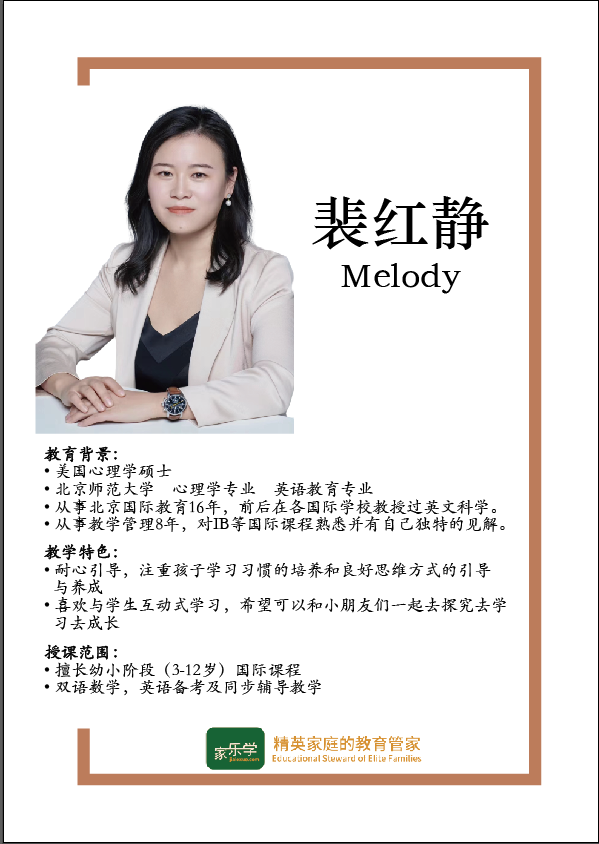 裴红静
Melody
教育背景：
• 美国心理学硕士
• 北京师范大学　心理学专业　英语教育专业
• 从事北京国际教育16年，前后在各国际学校教授过英文科学。
• 从事教学管理8年，对IB等国际课程熟悉并有自己独特的见解。
教学特色：
• 耐心引导，注重孩子学习习惯的培养和良好思维方式的引导
与养成
• 喜欢与学生互动式学习，希望可以和小朋友们一起去探究去学
习去成长
授课范围：
• 擅长幼小阶段（3-12岁）国际课程
• 双语数学，英语备考及同步辅导教学
家乐学
精英家庭的教育管家
Educational Steward of Elite Families